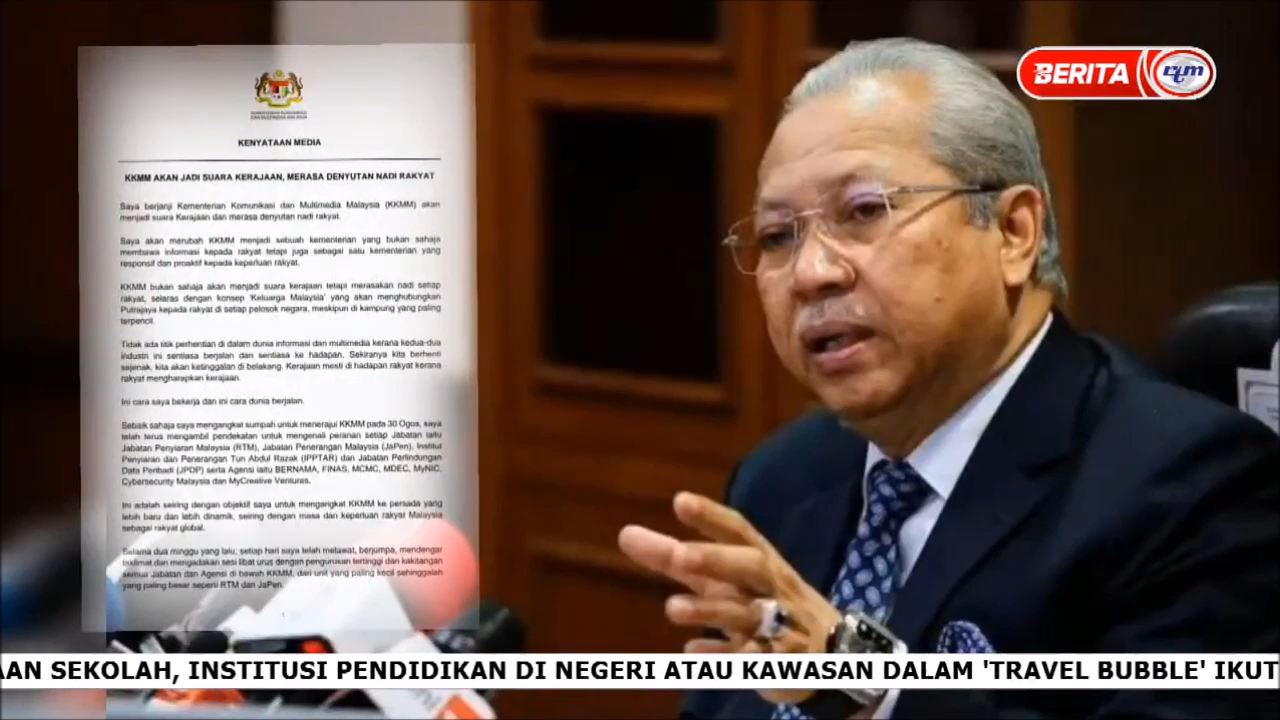 BERITA rtm
KENYATAAN MEDIA
KKMM AKAN JADI SUARA KERAJAAN, MERASA DENYUTAN NADI RAKYAT
Saya berjanji Kementerian Komunikasi dan Multimedia Malaysia (KKMM) akan
menjadi suara Kerajaan dan merasa denyutan nadi rakyat.
Saya akan merubah KKMM menjadi sebuah kementerian yang bukan sahaja
membawa informasi kepada rakyat tetapi juga sebagai satu kementerian yang
responsif dan proaktif kepada keperluan rakyat.
KKMM bukan sahaja akan menjadi suara kerajaan tetapi merasakan nadi setiap
rakyat, selaras dengan konsep 'Keluarga Malaysia' yang akan menghubungkan
Putrajaya kepada rakyat di setiap pelosok negara, meskipun di kampung yang paling
terpencil.
Tidak ada titik perhentian di dalam dunia informasi dan multimedia kerana kedua-dua
industri ini sentiasa berjalan dan sentiasa ke hadapan. Sekiranya kita berhenti
sejenak, kita akan ketinggalan di belakang. Kerajaan mesti di hadapan rakyat kerana
rakyat mengharapkan kerajaan.
Ini cara saya bekerja dan ini cara dunia berjalan.
Sebaik sahaja saya mengangkat sumpah untuk menerajui KKMM pada 30 Ogos, saya
telah terus mengambil pendekatan untuk mengenali peranan setiap Jabatan iaitu
Jabatan Penyiaran Malaysia (RTM), Jabatan Penerangan Malaysia (JaPen), Institut
Penyiaran dan Penerangan Tun Abdul Razak (IPPTAR) dan Jabatan Perlindungan
Data Peribadi (JPDP) serta Agensi iaitu BERNAMA, FINAS, MCMC, MDEC, MyNIC,
Cybersecurity Malaysia dan MyCreative Ventures.
Ini adalah seiring dengan objektif saya untuk mengangkat KKMM ke persada yang
lebih baru dan lebih dinamik, seiring dengan masa dan keperluan rakyat Malaysia
sebagai rakyat global.
Selama dua minggu yang lalu, setiap hari saya telah melawat, berjumpa, mendengar
taklimat dan mengadakan sesi libat urus dengan pengurusan tertinggi dan kakitangan
semua Jabatan dan Agensi di bawah KKMM, dari unit yang paling kecil sehinggalah
yang paling besar seperti RTM dan JaPen.
AAN SEKOLAH, INSTITUSI PENDIDIKAN DI NEGERI ATAU KAWASAN DALAM 'TRAVEL BUBBLE' IKUT